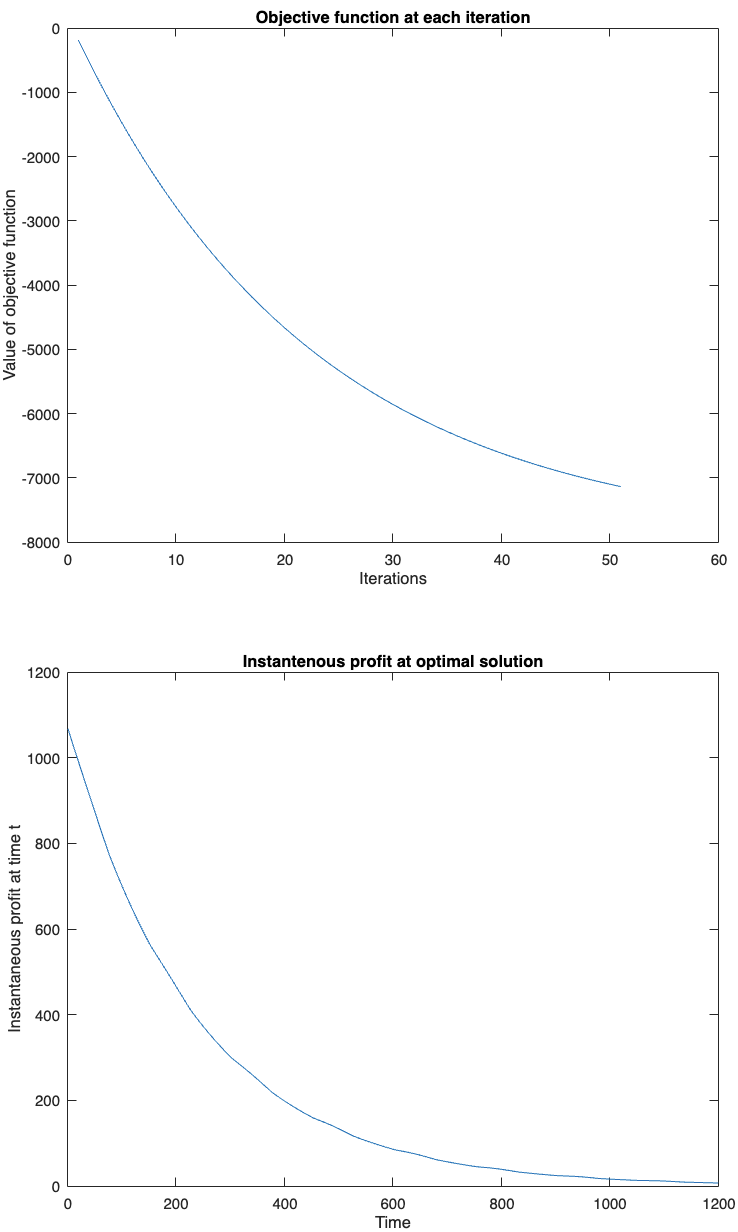 Objective function at each iteration
0
-1000
-2000
-3000
-4000
-5000
-6000
-7000
-8000
Value of objective function
0 10 20 30 40 50 60
Iterations
Instantenous profit at optimal solution
1200
1000
800
600
400
200
0
Instantaneous profit at time t
0 200 400 600 800 1000 1200
Time